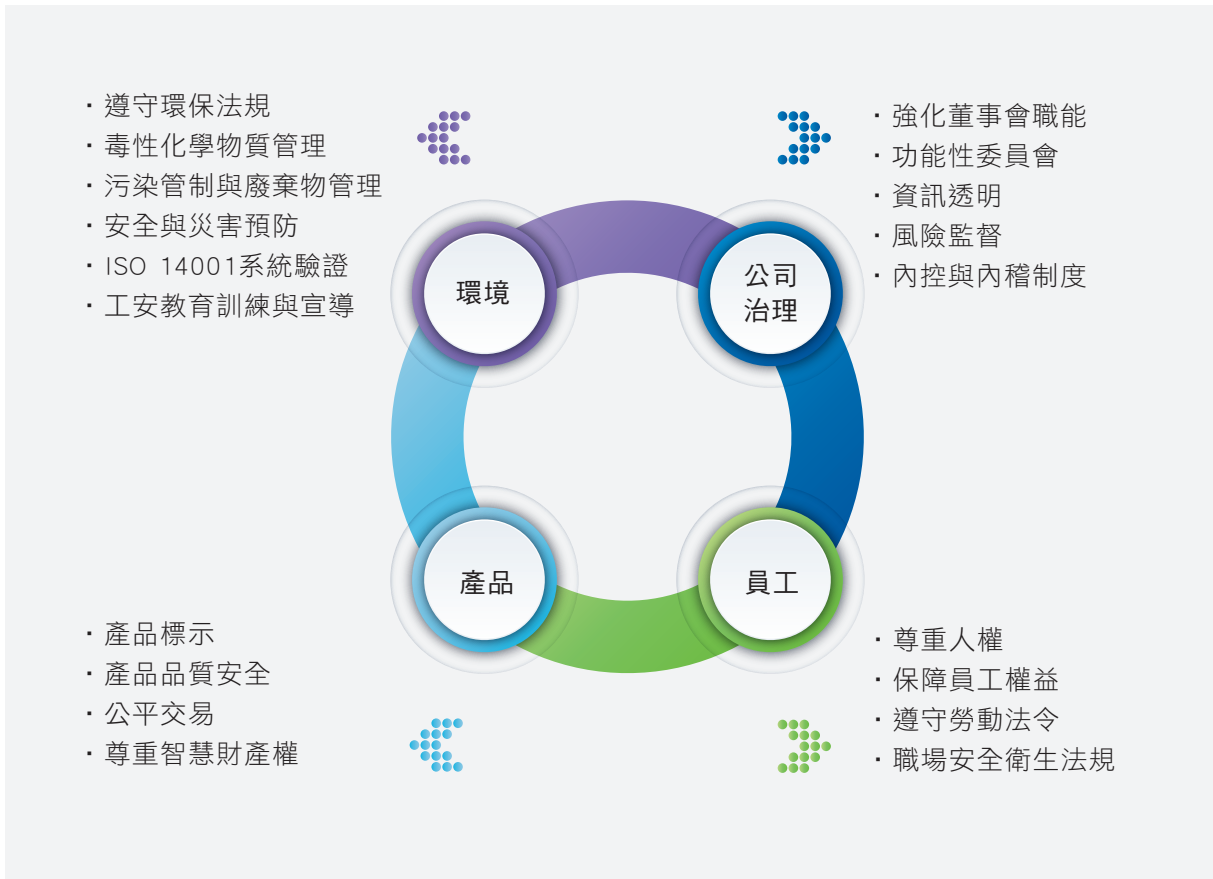 ・遵守環保法規
・毒性化學物質管理
・污染管制與廢棄物管理
・安全與災害預防
・ISO 14001系統驗證
・工安教育訓練與宣導
・強化董事會職能
・功能性委員會
・資訊透明
・風險監督
・內控與內稽制度
環境
公司
治理
產品
員工
・產品標示
・產品品質安全
・公平交易
・尊重智慧財產權
・尊重人權
・保障員工權益
・遵守勞動法令
・職場安全衛生法規